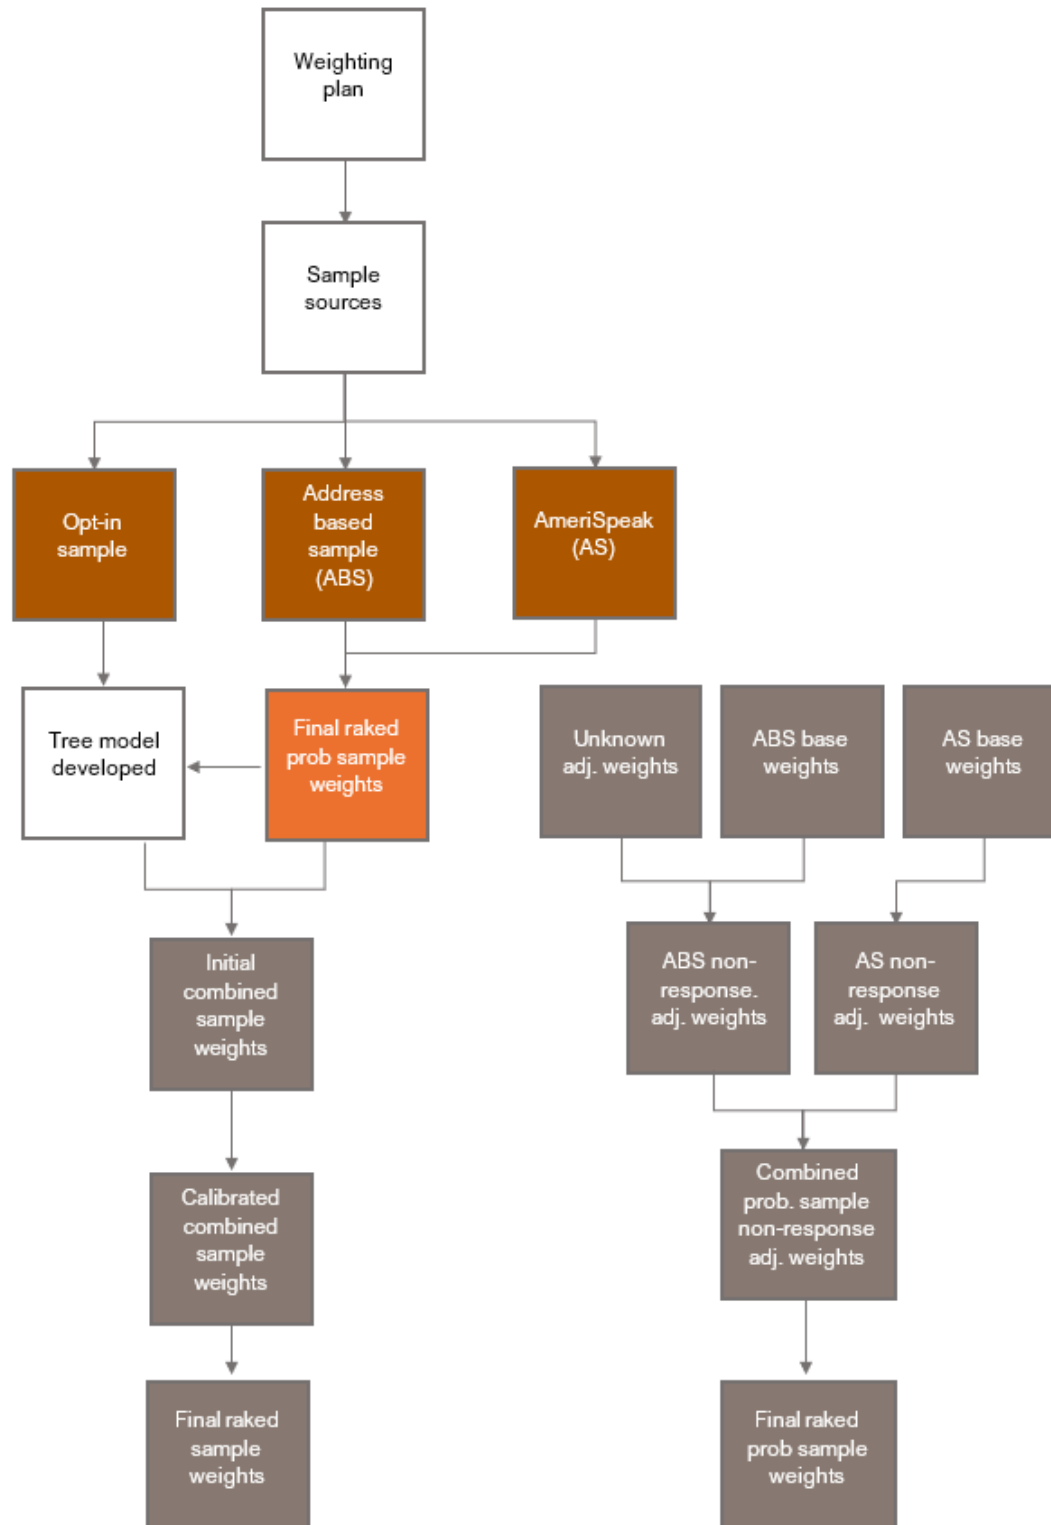 Weighting
plan
Sample
sources
Opt-in
sample
Address
based
sample
(ABS)
AmeriSpeak
(AS)
Tree model
developed
Final raked
prob sample
weights
Unknown
adj. weights
ABS base
weights
AS base
weights
Initial
combined
sample
weights
ABS non-
response.
adj. weights
AS non-
response
adj. weights
Calibrated
combined
sample
weights
Combined
prob. sample
non-response
adj. weights
Final raked
sample
weights
Final raked
prob sample
weights